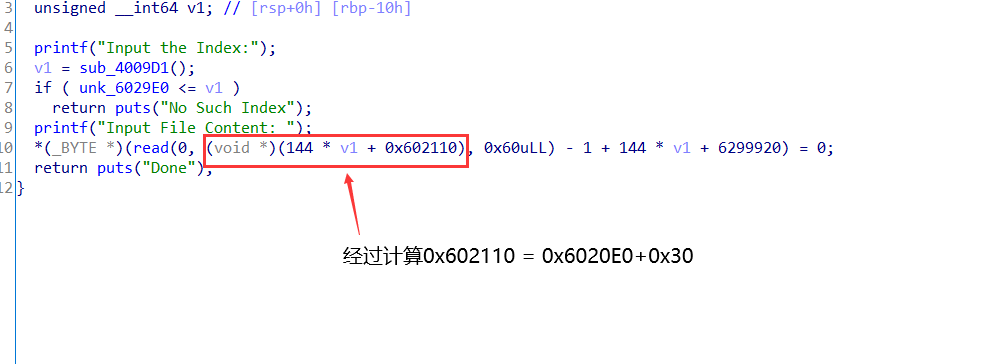 3 unsigned __int64 v1; // [rsp+0h] [rbp-10h]
4
5 printf("Input the Index:");
6 v1 = sub_4009D1();
7 if ( unk_6029E0 <= v1 )
8 return puts("No Such Index");
9 printf("Input File Content: ");
10 *(_BYTE *)(read(0, (void *)(144 * v1 + 0x602110), 0x60uLL) - 1 + 144 * v1 + 6299920) = 0;
11 return puts("Done");
12 }
经过计算0x602110 = 0x6020E0+0x30